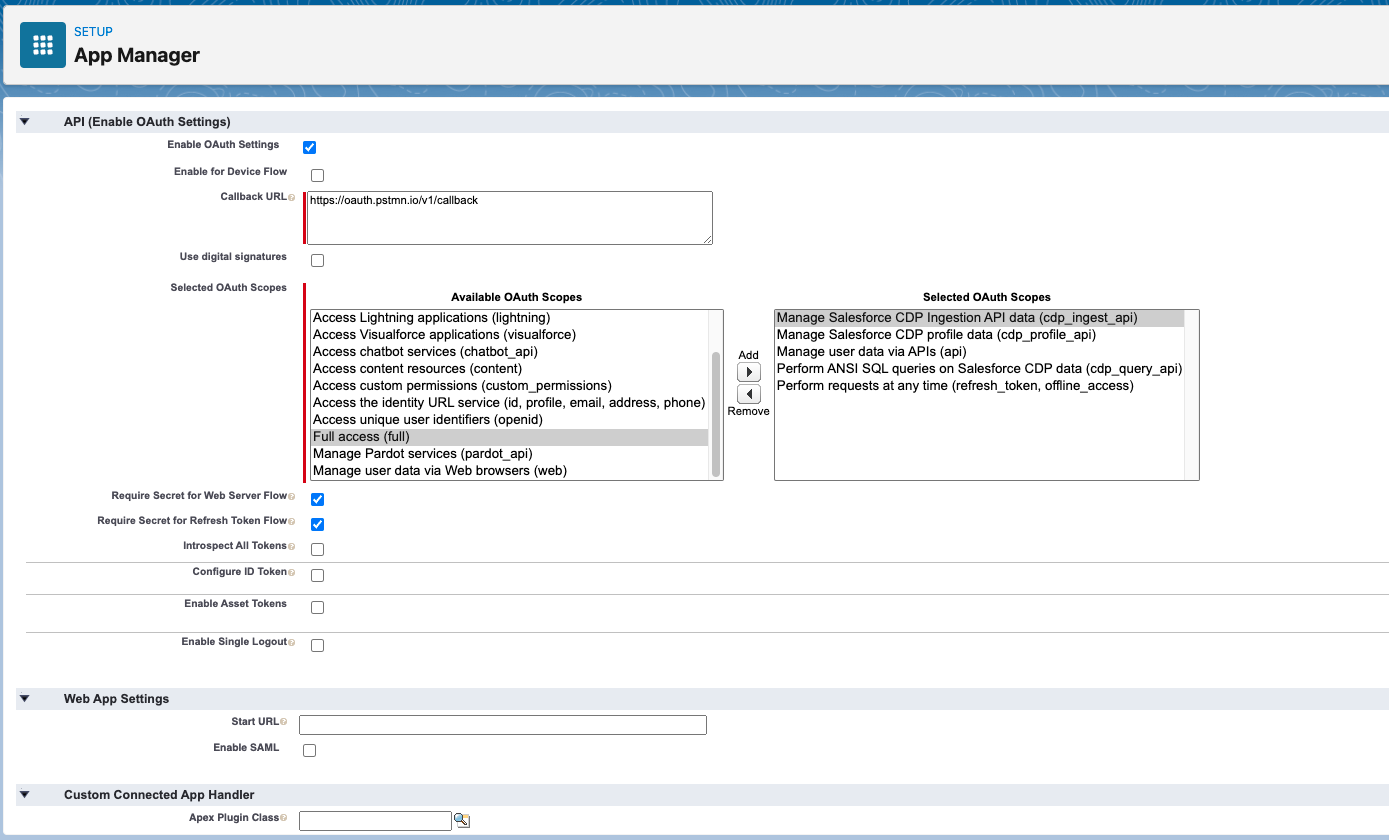 SETUP
App Manager
API (Enable OAuth Settings)
Enable OAuth Settings
Enable for Device Flow
Callback URL
https://oauth.pstmn.io/v1/callback
Use digital signatures
Selected OAuth Scopes
Available OAuth Scopes
Access Lightning applications (lightning)
Access Visualforce applications (visualforce)
Access chatbot services (chatbot_api)
Access content resources (content)
Access custom permissions (custom_permissions)
Access the identity URL service (id, profile, email, address, phone)
Access unique user identifiers (openid)
Full access (full)
Manage Pardot services (pardot_api)
Manage user data via Web browsers (web)
Add
Remove
Selected OAuth Scopes
Manage Salesforce CDP Ingestion API data (cdp_ingest_api)
Manage Salesforce CDP profile data (cdp_profile_api)
Manage user data via APIs (api)
Perform ANSI SQL queries on Salesforce CDP data (cdp_query_api)
Perform requests at any time (refresh_token, offline_access)
Require Secret for Web Server Flow
Require Secret for Refresh Token Flow
Introspect All Tokens
Configure ID Token
Enable Asset Tokens
Enable Single Logout
Web App Settings
Start URL
Enable SAML
Custom Connected App Handler
Apex Plugin Class